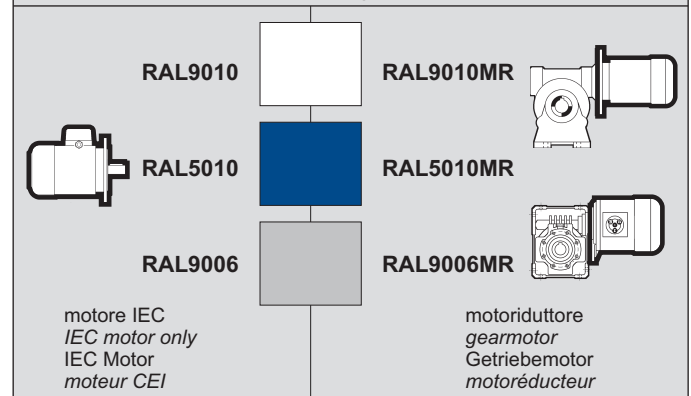 RAL9010 RAL9010MR
RAL5010 RAL5010MR
RAL9006 RAL9006MR
motore IEC
IEC motor only
IEC Motor
moteur CEI
motoriduttore
gearmotor
Getriebemotor
motoréducteur